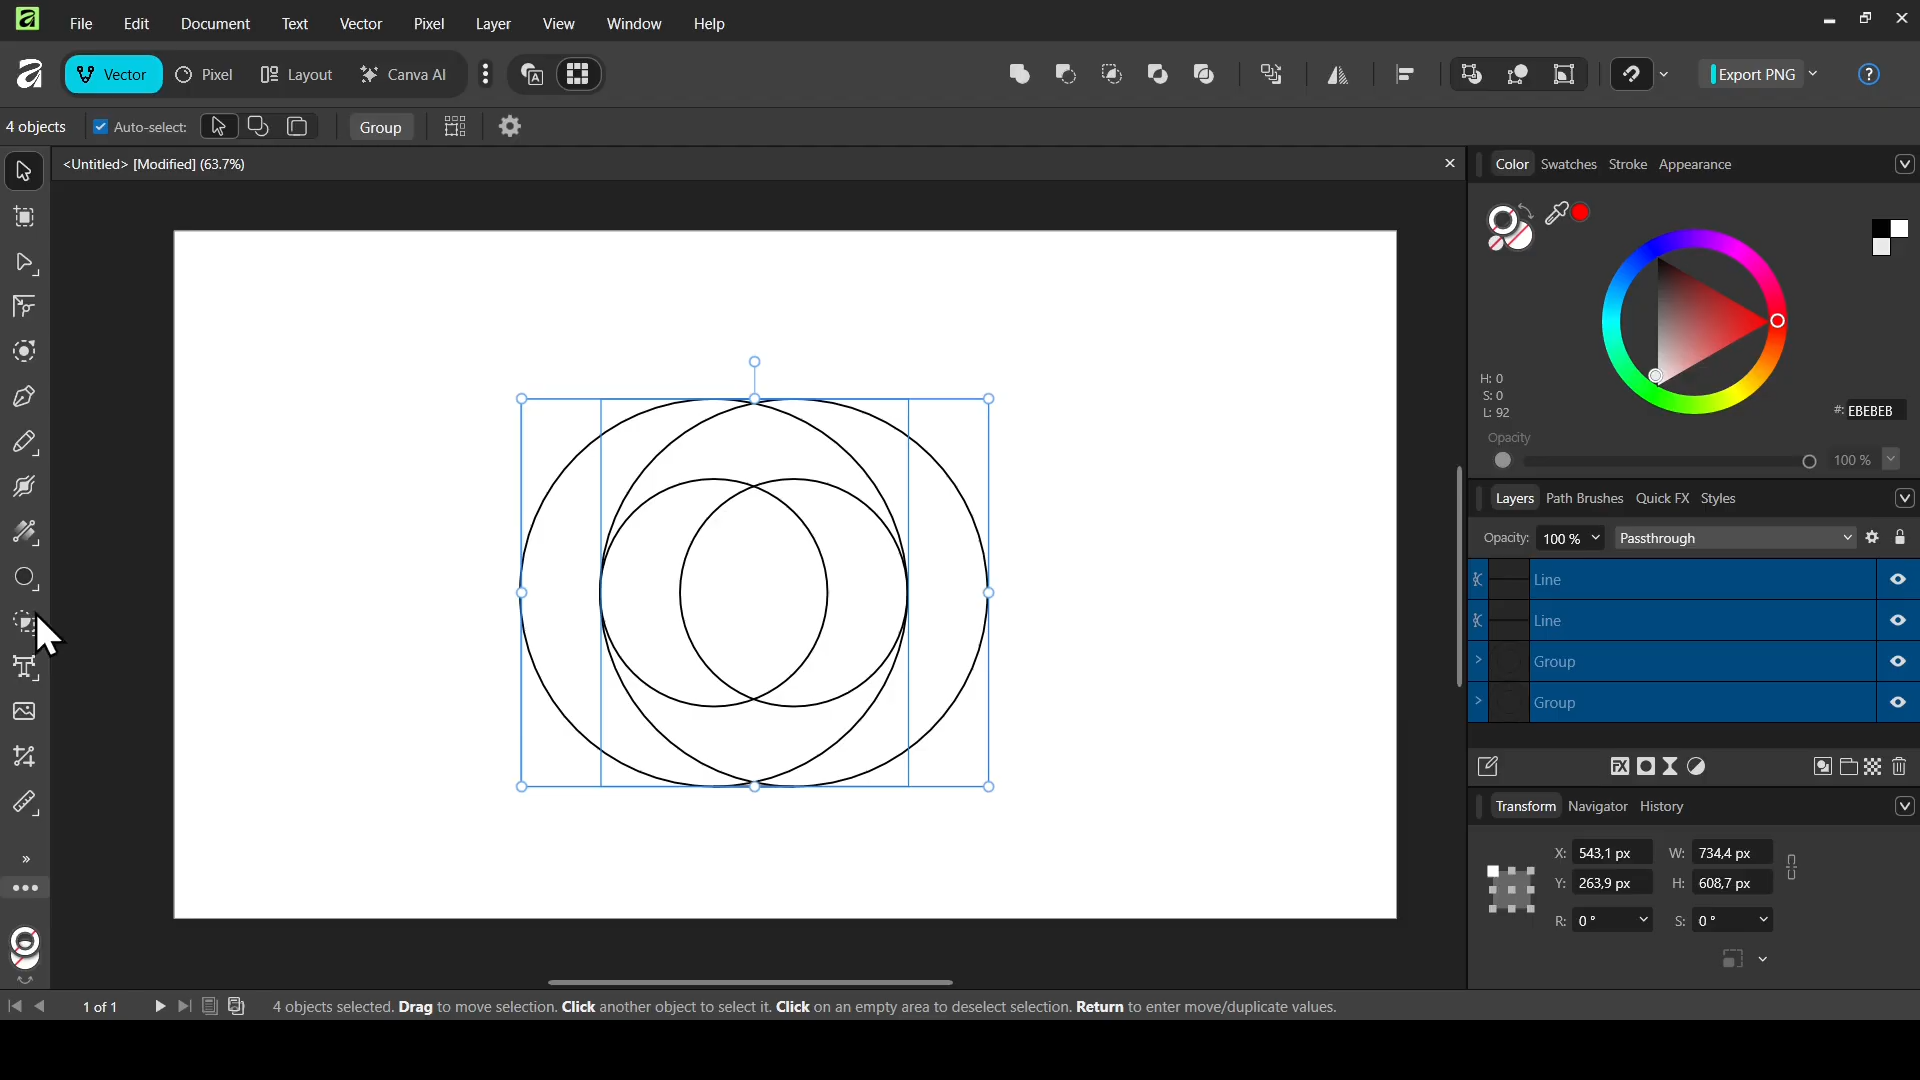 File Edit Document Text Vector Pixel Layer View Window Help
Vector Pixel Layout Canva AI Export PNG
4 objects Auto-select: Group
<Untitled> [Modified] (63.7%)
Color Swatches Stroke Appearance
H: 0
S: 0
L: 92
#: EBEBEB
Opacity
100 %
Layers Path Brushes Quick FX Styles
Opacity: 100 % Passthrough
Line
Line
Group
Group
Transform Navigator History
X: 543,1 px W: 734,4 px
Y: 263,9 px H: 608,7 px
R: 0 ° S: 0 °
1 of 1 4 objects selected. Drag to move selection. Click another object to select it. Click on an empty area to deselect selection. Return to enter move/duplicate values.